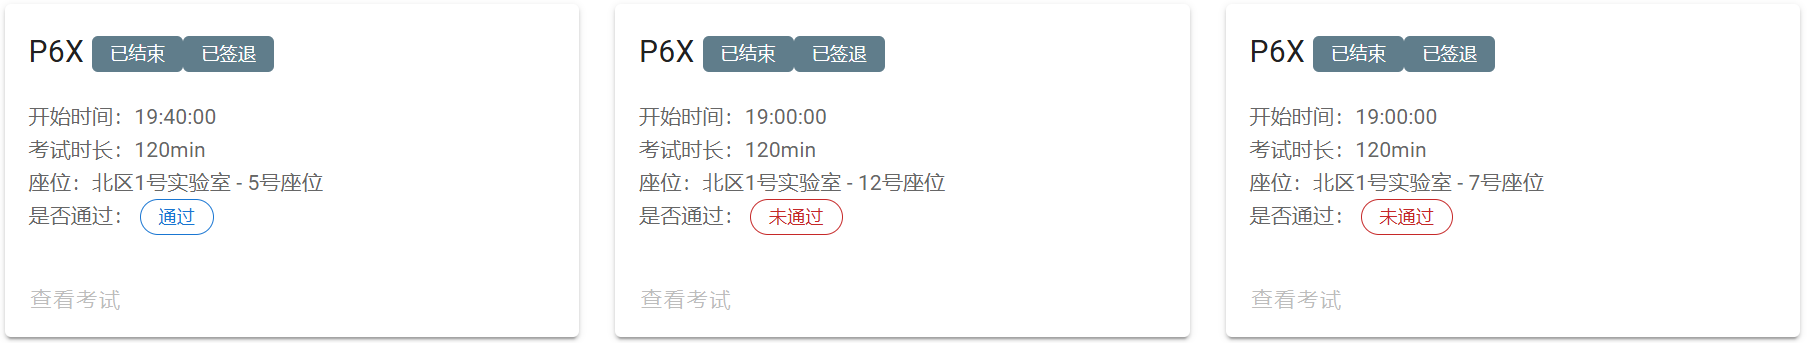 P6X 已结束 已签退
开始时间：19:40:00
考试时长：120min
座位：北区1号实验室 - 5号座位
是否通过： 通过
查看考试
P6X 已结束 已签退
开始时间：19:00:00
考试时长：120min
座位：北区1号实验室 - 12号座位
是否通过： 未通过
查看考试
P6X 已结束 已签退
开始时间：19:00:00
考试时长：120min
座位：北区1号实验室 - 7号座位
是否通过： 未通过
查看考试